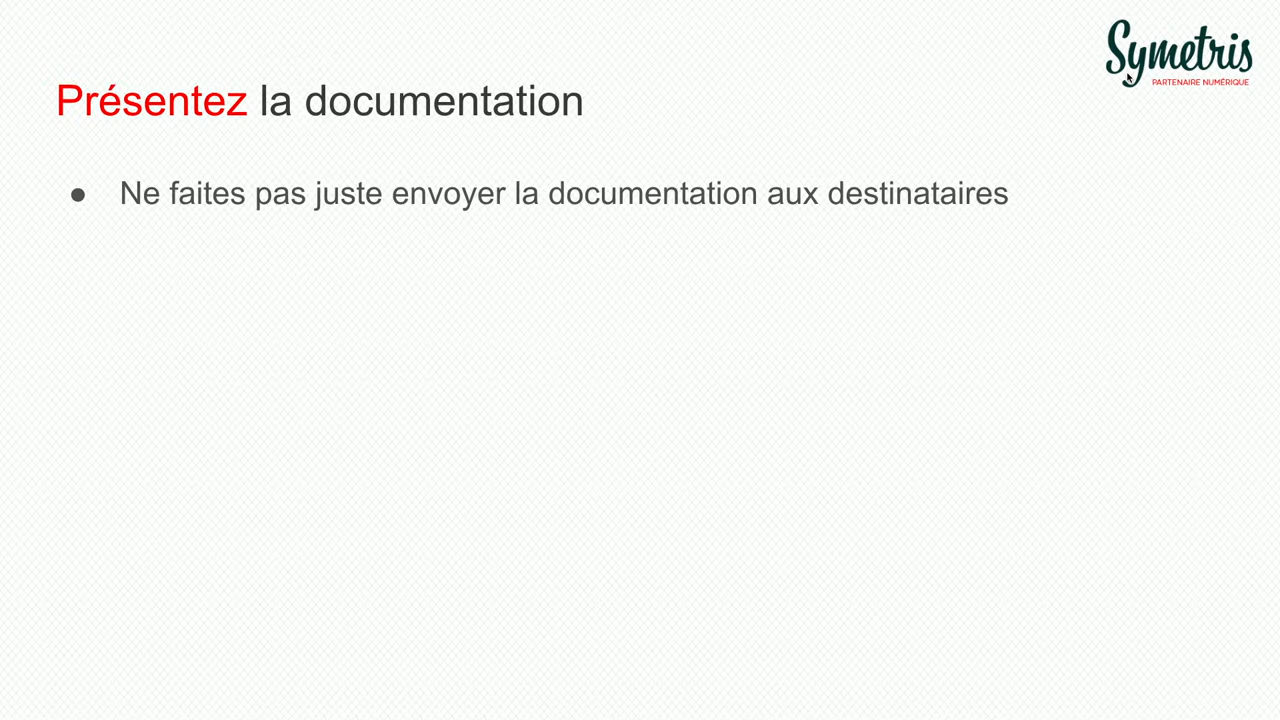 Symetris
PARTENAIRE NUMÉRIQUE
Présentez la documentation
● Ne faites pas juste envoyer la documentation aux destinataires